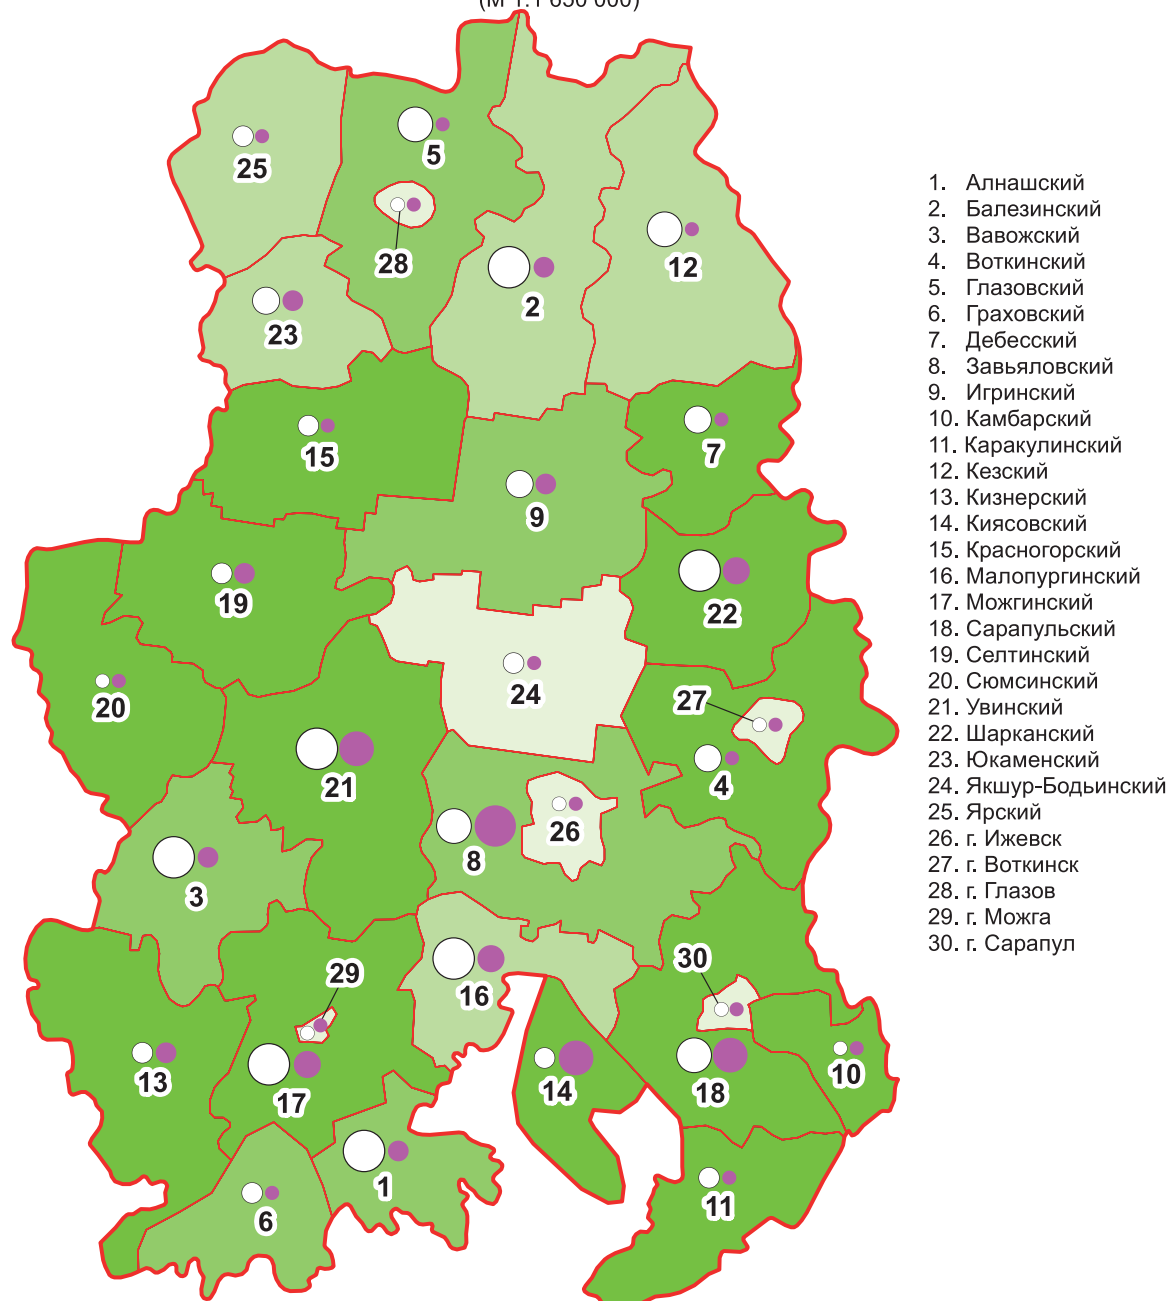 (М 1:1 650 000)
25
5
28
12
2
23
15
7
9
19
22
24
20
27
21
4
26
8
3
30
29
16
13
14
18
10
17
11
1
6
1. Алнашский
2. Балезинский
3. Вавожский
4. Воткинский
5. Глазовский
6. Граховский
7. Дебесский
8. Завьяловский
9. Игринский
10. Камбарский
11. Каракулинский
12. Кезский
13. Кизнерский
14. Киясовский
15. Красногорский
16. Малопургинский
17. Можгинский
18. Сарапульский
19. Селтинский
20. Сюмсинский
21. Увинский
22. Шарканский
23. Юкаменский
24. Якшур-Бодьинский
25. Ярский
26. г. Ижевск
27. г. Воткинск
28. г. Глазов
29. г. Можга
30. г. Сарапул